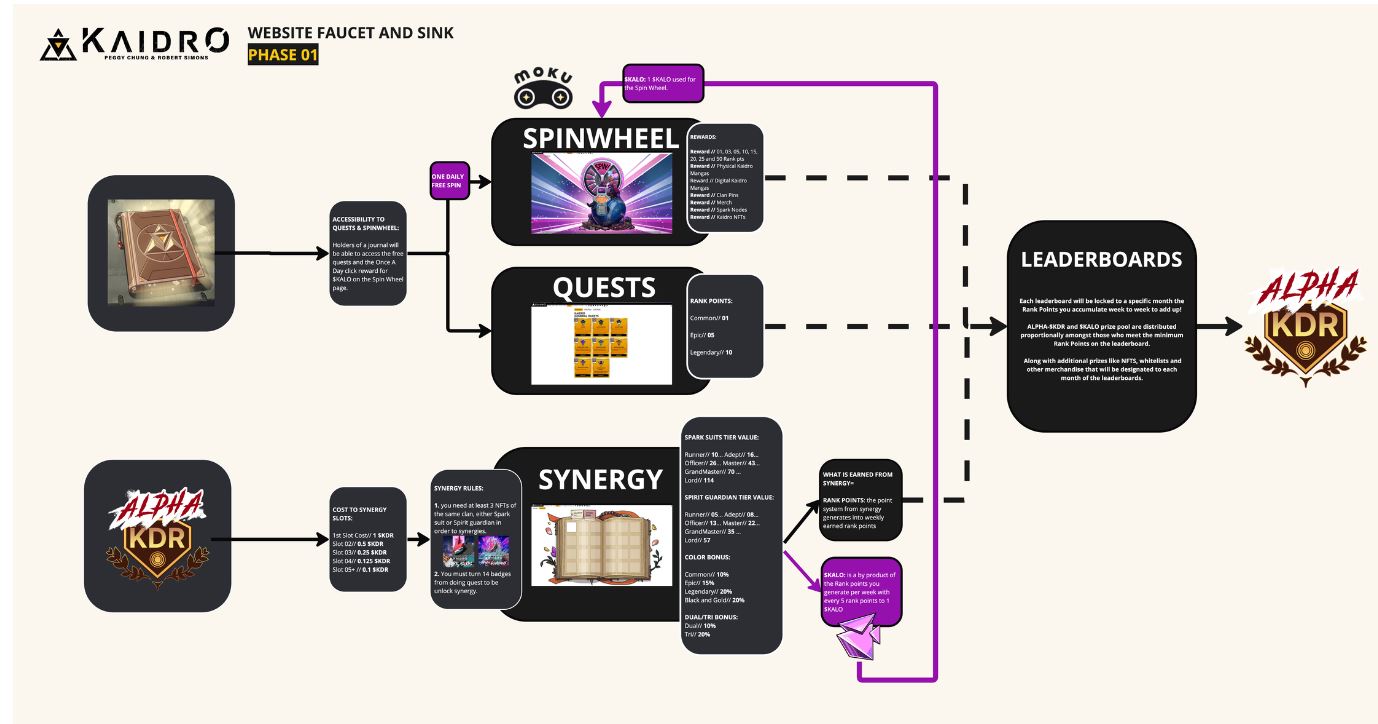 KAIDRO
PEGGY CHUNG & ROBERT SIMONS
WEBSITE FAUCET AND SINK
PHASE 01
MOKU
$KALO: 1 $KALO used for
the Spin Wheel.
SPINWHEEL
SPIN
REWARDS:
Reward // 01, 03, 05, 10, 15,
20, 25 and 50 Rank pts
Reward // Physical Kaidro
Mangas
Reward // Digital Kaidro
Mangas
Reward // Clan Pins
Reward // Merch
Reward // Spark Nodes
Reward // Kaidro NFTs
ONE DAILY
FREE SPIN
ACCESSIBILITY TO
QUESTS & SPINWHEEL:
Holders of a journal will
be able to access the free
quests and the Once A
Day click reward for
$KALO on the Spin Wheel
page.
QUESTS
RANK POINTS:
Common// 01
Epic// 05
Legendary// 10
LEADERBOARDS
Each leaderboard will be locked to a specific month the
Rank Points you accumulate week to week to add up!
ALPHA-$KDR and $KALO prize pool are distributed
proportionally amongst those who meet the minimum
Rank Points on the leaderboard.
Along with additional prizes like NFTS, whitelists and
other merchandise that will be designated to each
month of the leaderboards.
ALPHA
KDR
ALPHA
KDR
COST TO SYNERGY
SLOTS:
1st Slot Cost// 1 $KDR
Slot 02// 0.5 $KDR
Slot 03// 0.25 $KDR
Slot 04// 0.125 $KDR
Slot 05+ // 0.1 $KDR
SYNERGY RULES:
1. you need at least 3 NFTs of
the same clan, either Spark
suit or Spirit guardian in
order to synergies.
2. You must turn 14 badges
from doing quest to be
unlock synergy.
SYNERGY
SPARK SUITS TIER VALUE:
Runner// 10... Adept// 16...
Officer// 26... Master// 43...
GrandMaster// 70 ...
Lord// 114
SPIRIT GUARDIAN TIER VALUE:
Runner// 05... Adept// 08...
Officer// 13... Master// 22...
GrandMaster// 35 ...
Lord// 57
COLOR BONUS:
Common// 10%
Epic// 15%
Legendary// 20%
Black and Gold// 20%
DUAL/TRI BONUS:
Dual// 10%
Tri// 20%
WHAT IS EARNED FROM
SYNERGY=
RANK POINTS: the point
system from synergy
generates into weekly
earned rank points
$KALO: is a by product of
the Rank points you
generate per week with
every 5 rank points to 1
$KALO